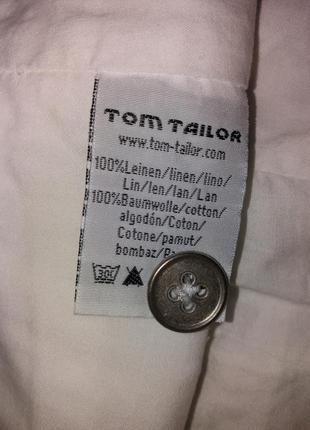 TOM TAILOR
www.tom-tailor.com
100%Leinen/linen/lino/
Lin/len/lan/Lan
100%Baumwolle/cotton/
algodón/Coton/
Cotone/pamut/
bombaz/
30